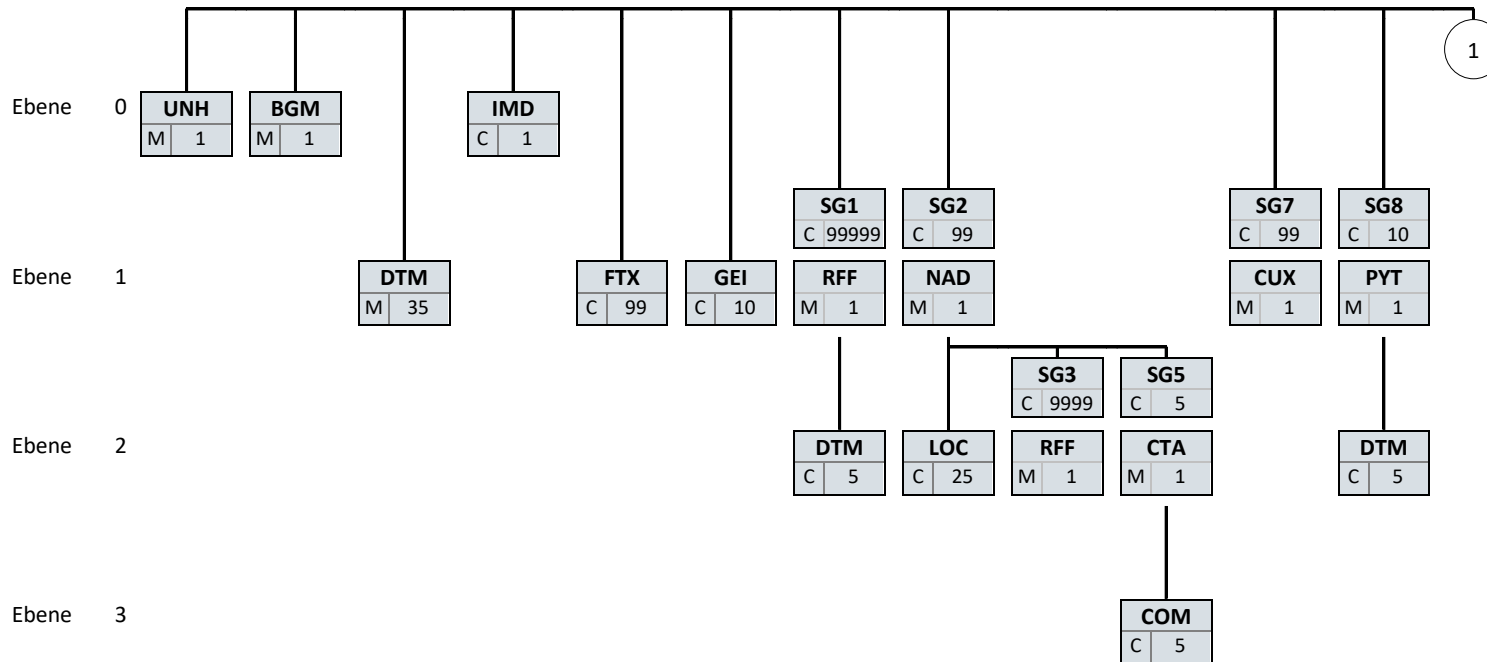 1
Ebene 0 UNH BGM IMD
M 1 M 1 C 1
SG1 SG2 SG7 SG8
C 99999 C 99 C 99 C 10
Ebene 1 DTM FTX GEI RFF NAD CUX PYT
M 35 C 99 C 10 M 1 M 1 M 1 M 1
SG3 SG5
C 9999 C 5
Ebene 2 DTM LOC RFF CTA DTM
C 5 C 25 M 1 M 1 C 5
Ebene 3 COM
C 5